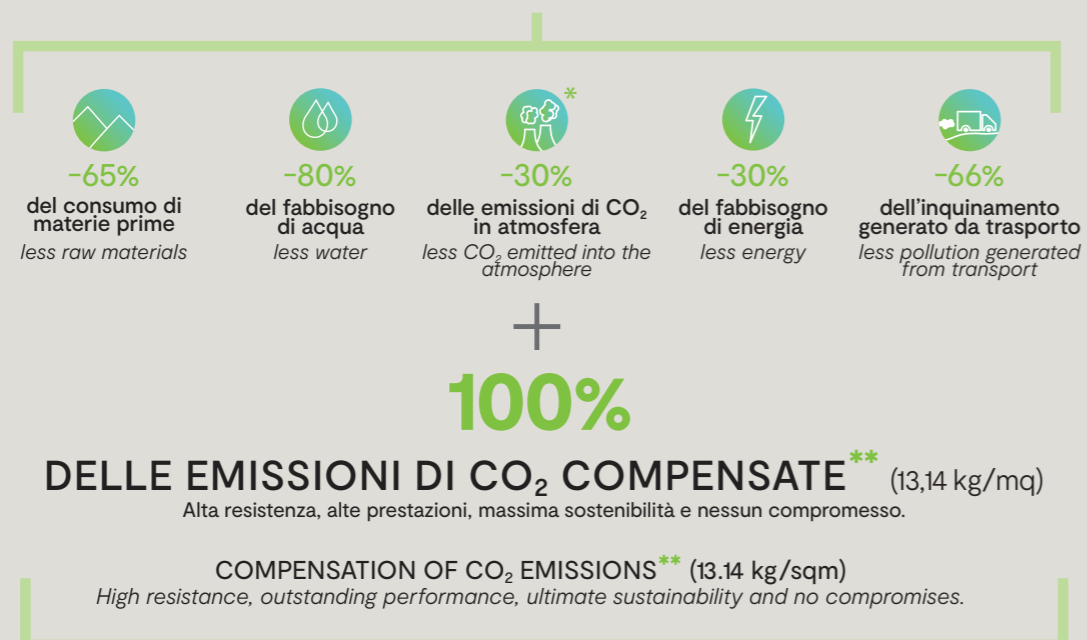 *
-65%
del consumo di
materie prime
less raw materials
-80%
del fabbisogno
di acqua
less water
-30%
delle emissioni di CO₂
in atmosfera
less CO₂ emitted into the
atmosphere
-30%
del fabbisogno
di energia
less energy
-66%
dell'inquinamento
generato da trasporto
less pollution generated
from transport
+
100%
DELLE EMISSIONI DI CO₂ COMPENSATE** (13,14 kg/mq)
Alta resistenza, alte prestazioni, massima sostenibilità e nessun compromesso.
COMPENSATION OF CO₂ EMISSIONS** (13.14 kg/sqm)
High resistance, outstanding performance, ultimate sustainability and no compromises.